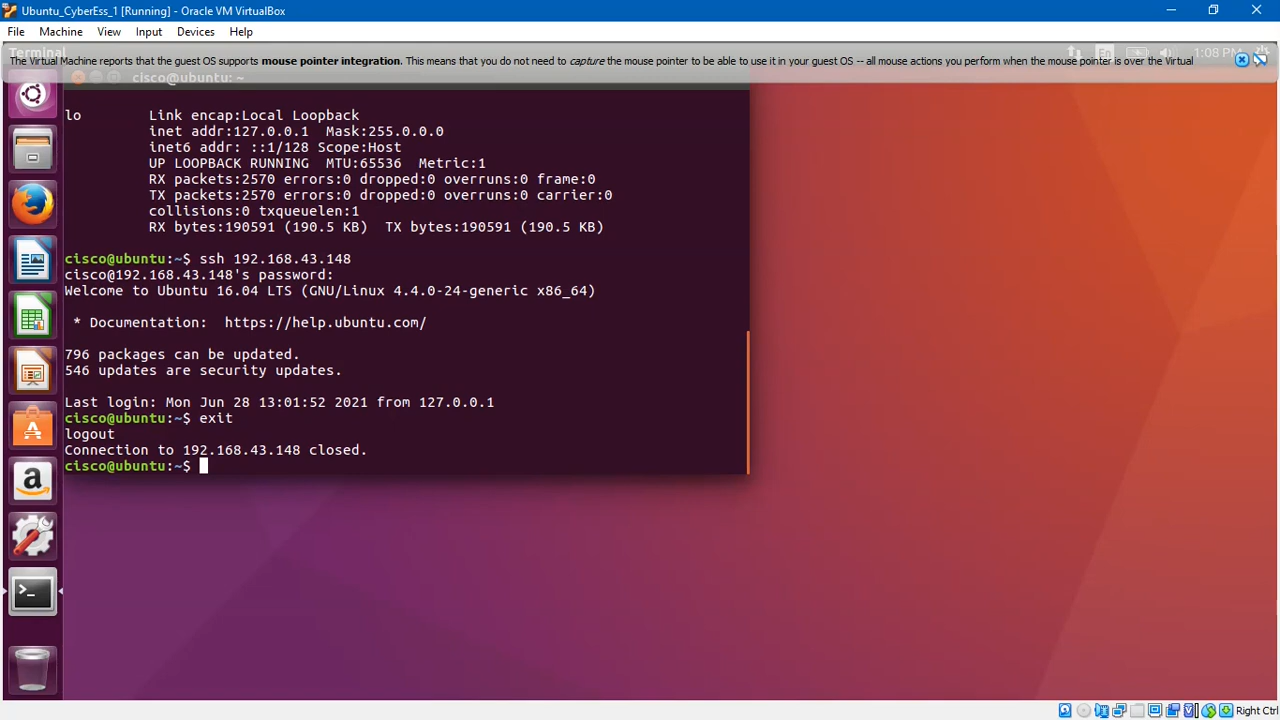 Ubuntu_CyberEss_1 [Running] - Oracle VM VirtualBox
File Machine View Input Devices Help
Terminal En 1:08 PM
The Virtual Machine reports that the guest OS supports mouse pointer integration. This means that you do not need to capture the mouse pointer to be able to use it in your guest OS -- all mouse actions you perform when the mouse pointer is over the Virtual
cisco@ubuntu: ~
lo Link encap:Local Loopback
inet addr:127.0.0.1 Mask:255.0.0.0
inet6 addr: ::1/128 Scope:Host
UP LOOPBACK RUNNING MTU:65536 Metric:1
RX packets:2570 errors:0 dropped:0 overruns:0 frame:0
TX packets:2570 errors:0 dropped:0 overruns:0 carrier:0
collisions:0 txqueuelen:1
RX bytes:190591 (190.5 KB) TX bytes:190591 (190.5 KB)
cisco@ubuntu:~$ ssh 192.168.43.148
cisco@192.168.43.148's password:
Welcome to Ubuntu 16.04 LTS (GNU/Linux 4.4.0-24-generic x86_64)
* Documentation: https://help.ubuntu.com/
796 packages can be updated.
546 updates are security updates.
Last login: Mon Jun 28 13:01:52 2021 from 127.0.0.1
cisco@ubuntu:~$ exit
logout
Connection to 192.168.43.148 closed.
cisco@ubuntu:~$
Right Ctrl